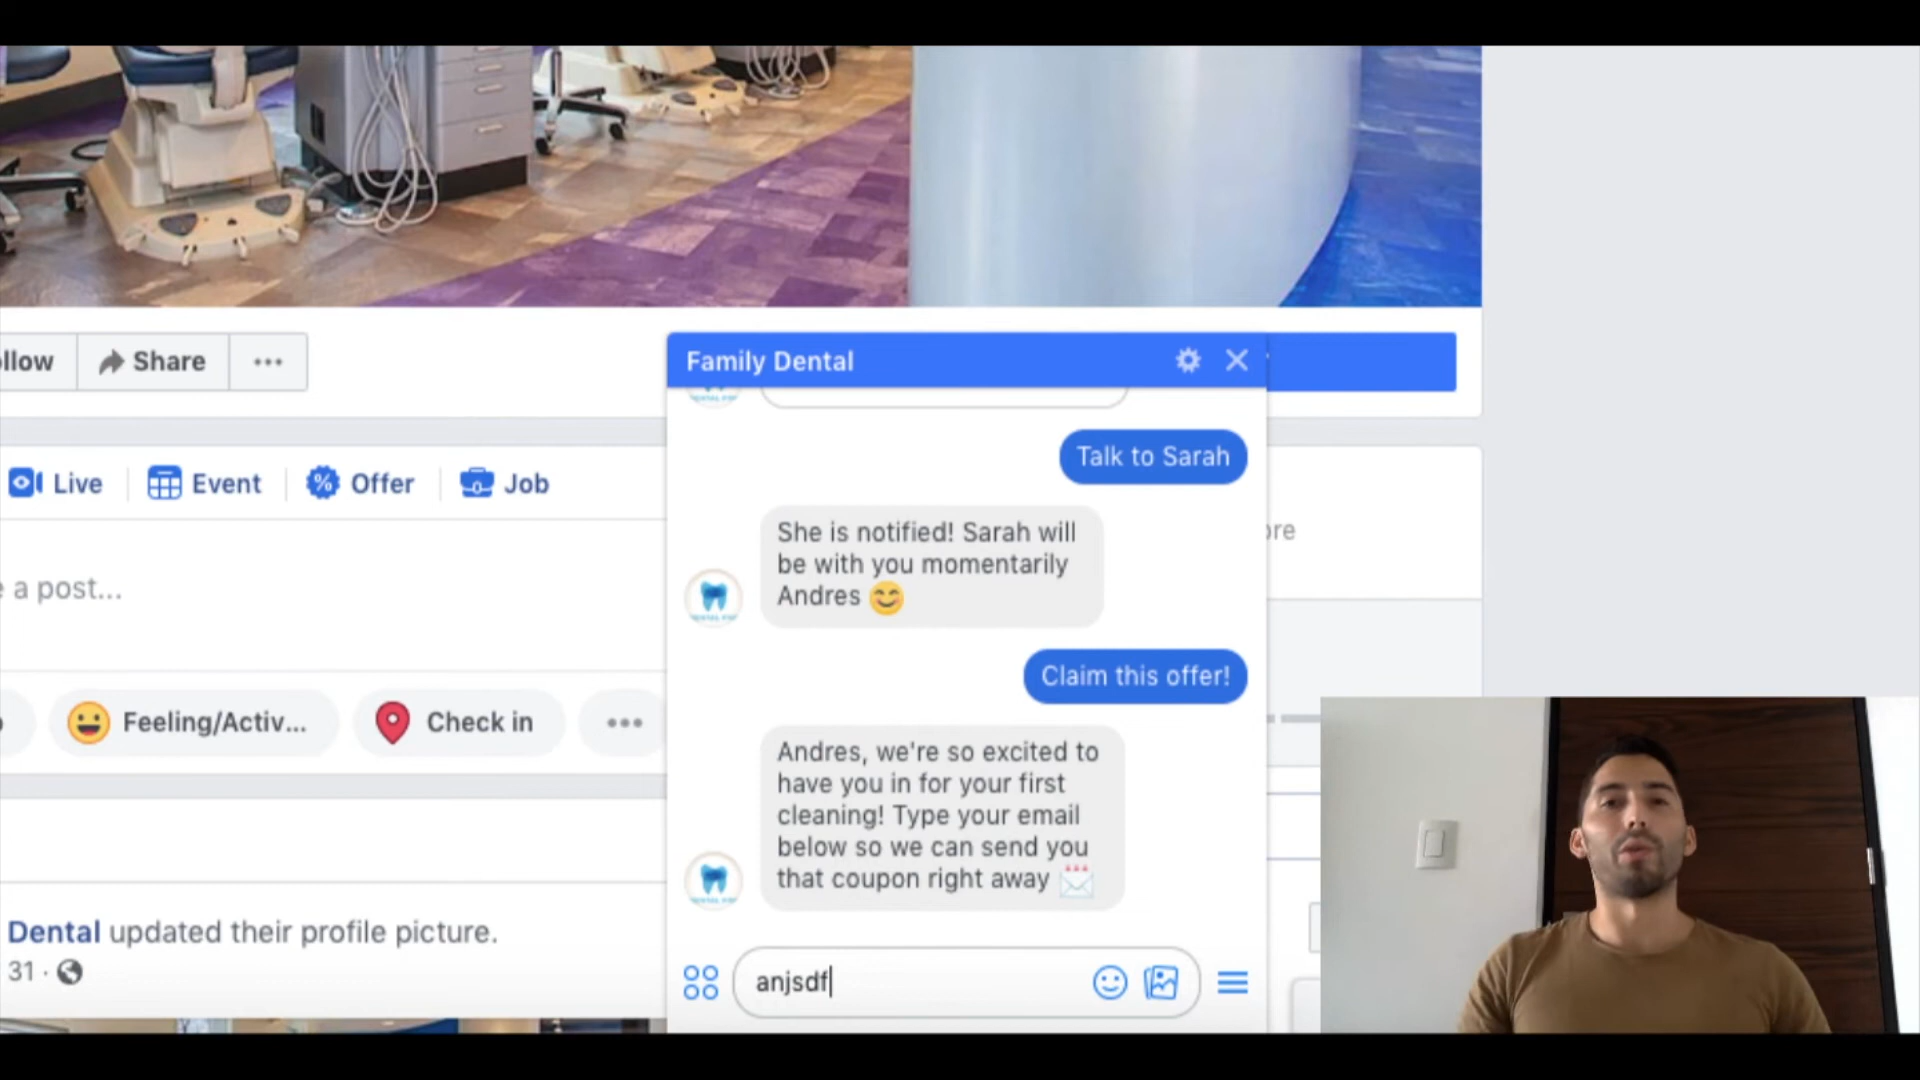 llow
Share
Family Dental
Talk to Sarah
Live
Event
Offer
Job
She is notified! Sarah will
be with you momentarily
Andres
ore
a post...
Claim this offer!
Feeling/Activ...
Check in
Andres, we're so excited to
have you in for your first
cleaning! Type your email
below so we can send you
that coupon right away
Dental updated their profile picture.
31 ·
anjsdf